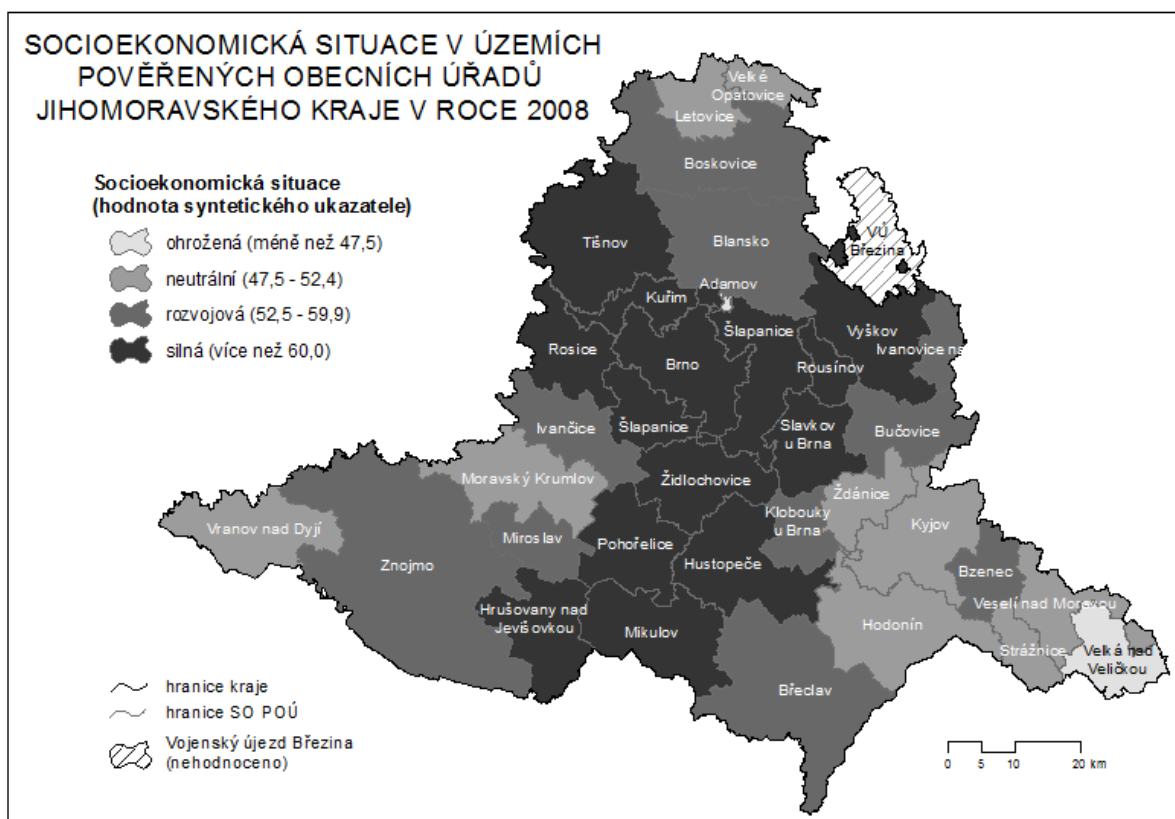 SOCIOEKONOMICKÁ SITUACE V ÚZEMÍCH
POVĚŘENÝCH OBECNÍCH ÚŘADŮ
JIHOMORAVSKÉHO KRAJE V ROCE 2008
Socioekonomická situace
(hodnota syntetického ukazatele)
ohrožená (méně než 47,5)
neutrální (47,5 - 52,4)
rozvojová (52,5 - 59,9)
silná (více než 60,0)
Velké
Opatovice
Letovice
Boskovice
Tišnov
Blansko
VÚ
Březina
Adamov
Kuřim
Šlapanice
Vyškov
Rosice
Brno
Rousínov
Ivanovice na
Ivančice
Šlapanice
Slavkov
u Brna
Bučovice
Moravský Krumlov
Židlochovice
Ždánice
Vranov nad Dyjí
Miroslav
Pohořelice
Klobouky
u Brna
Kyjov
Znojmo
Hustopeče
Bzenec
Hrušovany nad
Jevišovkou
Mikulov
Hodonín
Veselí nad Moravou
Strážnice
Velká nad
Veličkou
Břeclav
hranice kraje
hranice SO POÚ
Vojenský újezd Březina
(nehodnoceno)
0 5 10 20 km